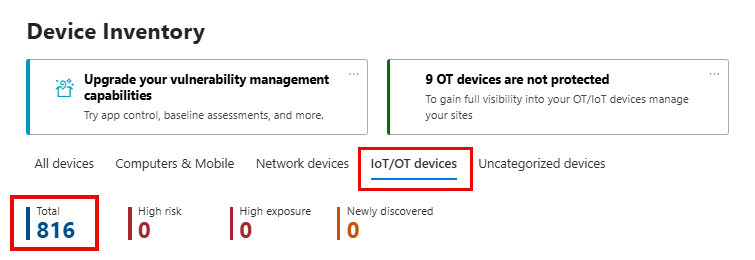 Device Inventory
Upgrade your vulnerability management
capabilities
Try app control, baseline assessments, and more.
...
9 OT devices are not protected
To gain full visibility into your OT/IoT devices manage
your sites
...
All devices
Computers & Mobile
Network devices
IoT/OT devices
Uncategorized devices
Total
816
High risk
0
High exposure
0
Newly discovered
0